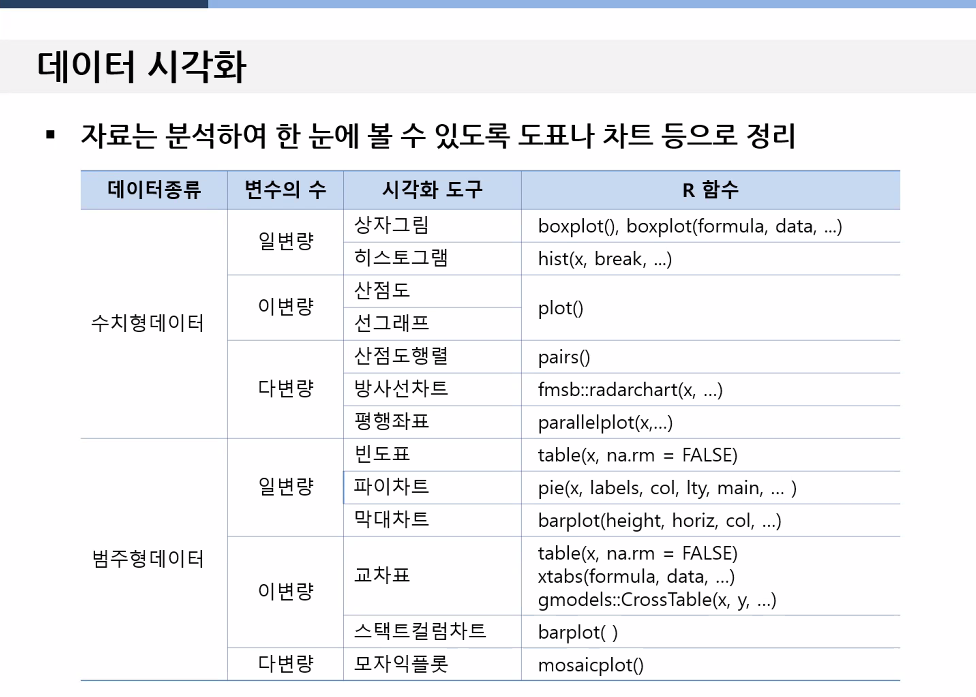 데이터 시각화
▪ 자료는 분석하여 한 눈에 볼 수 있도록 도표나 차트 등으로 정리
데이터종류 변수의 수 시각화 도구 R 함수
수치형데이터
일변량
상자그림 boxplot(), boxplot(formula, data, ...)
히스토그램 hist(x, break, ...)
이변량
산점도 plot()
선그래프
다변량
산점도행렬 pairs()
방사선차트 fmsb::radarchart(x, ...)
평행좌표 parallelplot(x,...)
범주형데이터
일변량
빈도표 table(x, na.rm = FALSE)
파이차트 pie(x, labels, col, lty, main, ... )
막대차트 barplot(height, horiz, col, ...)
이변량
교차표
table(x, na.rm = FALSE)
xtabs(formula, data, ...)
gmodels::CrossTable(x, y, ...)
스택트컬럼차트 barplot( )
다변량 모자익플롯 mosaicplot()